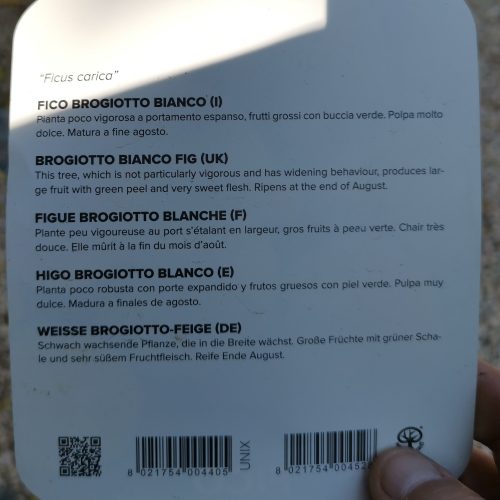 "Ficus carica"
FICO BROGIOTTO BIANCO (I)
Pianta poco vigorosa a portamento espanso, frutti grossi con buccia verde. Polpa molto
dolce. Matura a fine agosto.
BROGIOTTO BIANCO FIG (UK)
This tree, which is not particularly vigorous and has widening behaviour, produces lar-
ge fruit with green peel and very sweet flesh. Ripens at the end of August.
FIGUE BROGIOTTO BLANCHE (F)
Plante peu vigoureuse au port s'étalant en largeur, gros fruits à peau verte. Chair très
douce. Elle mûrit à la fin du mois d'août.
HIGO BROGIOTTO BLANCO (E)
Planta poco robusta con porte expandido y frutos gruesos con piel verde. Pulpa muy
dulce. Madura a finales de agosto.
WEISSE BROGIOTTO-FEIGE (DE)
Schwach wachsende Pflanze, die in die Breite wächst. Große Früchte mit grüner Scha-
le und sehr süßem Fruchtfleisch. Reife Ende August.
8 021754 004405
UNIX
8 021754 00452